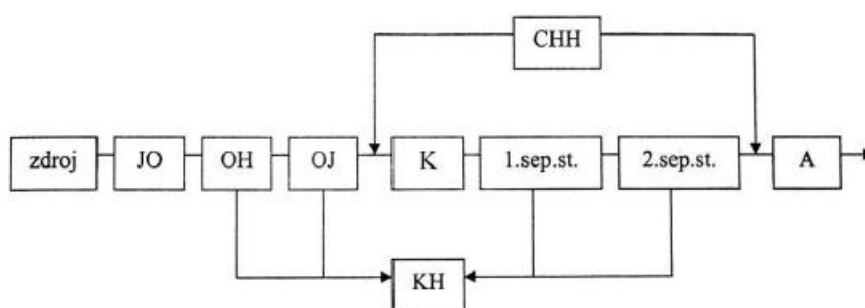 CHH
zdroj JO OH OJ K 1.sep.st. 2.sep.st. A
KH